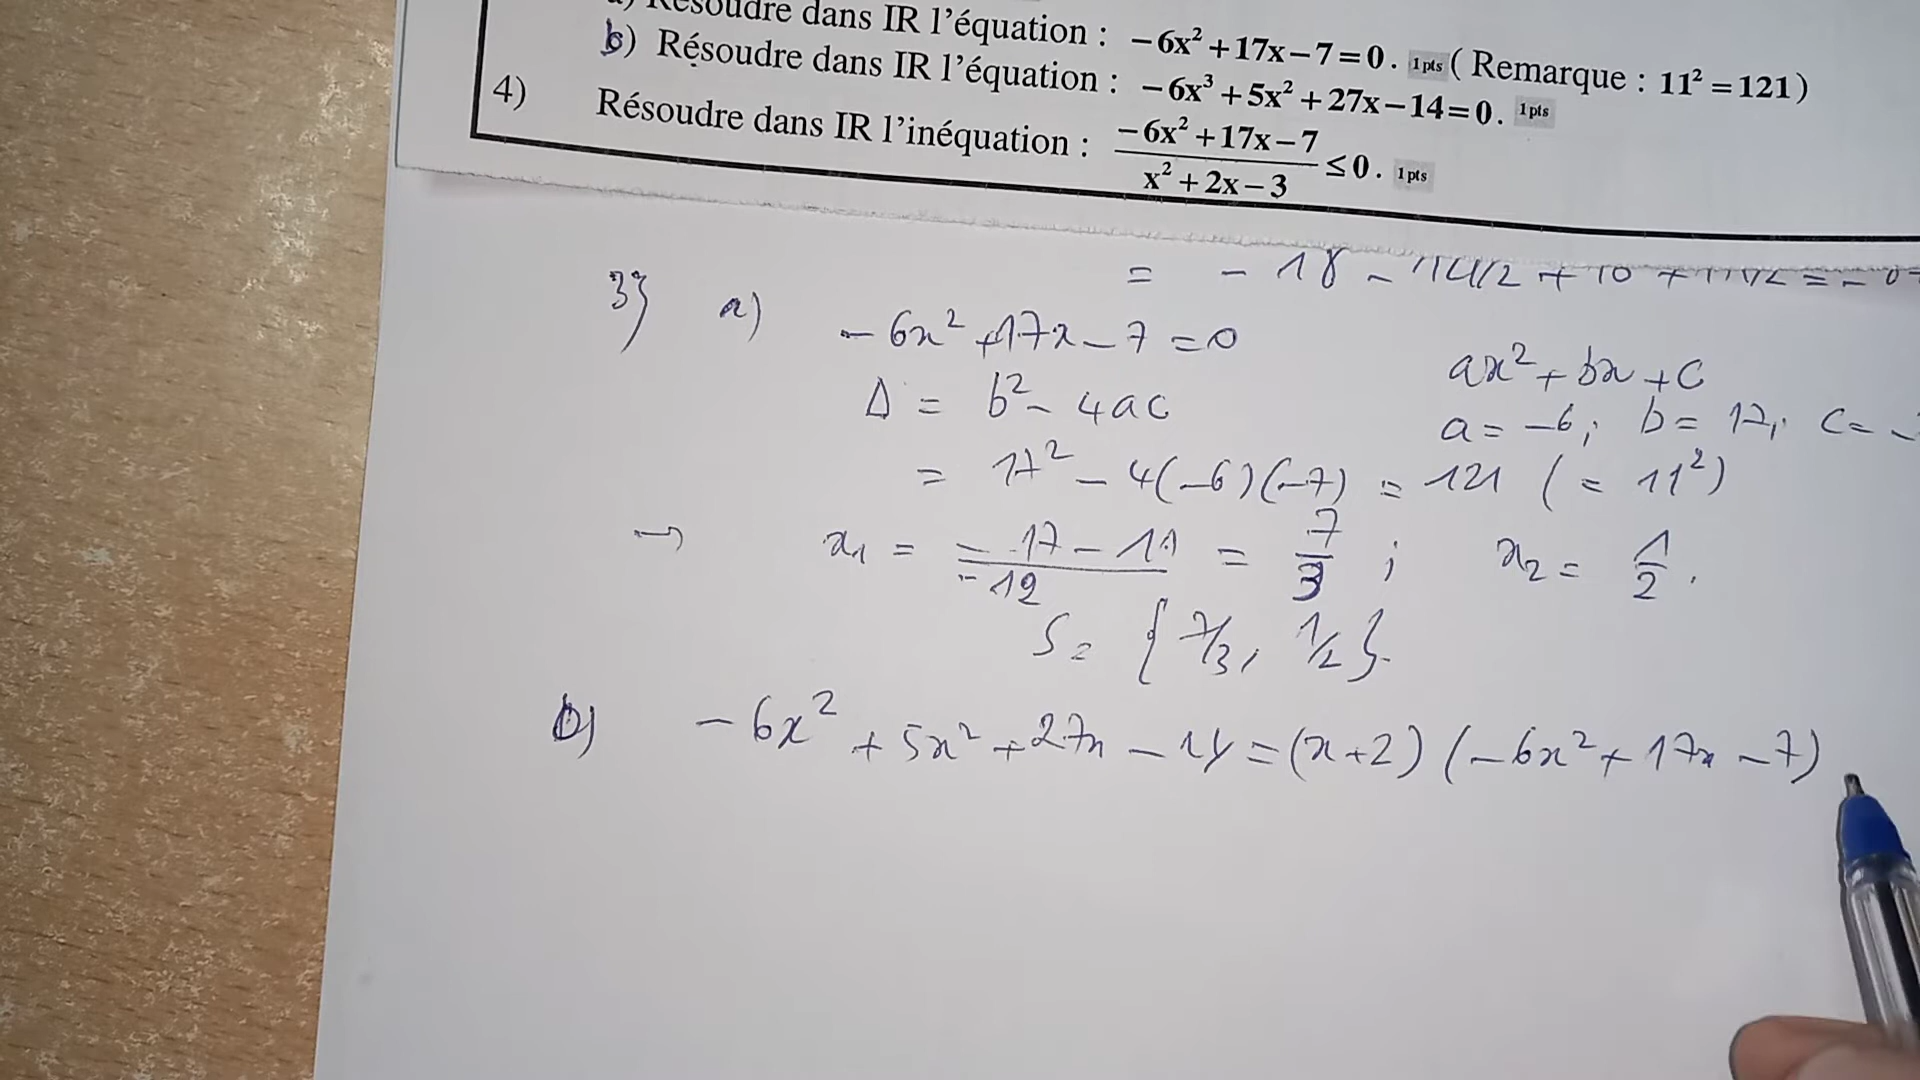 Résoudre dans IR l'équation : −6x²+17x−7=0. 1pts ( Remarque : 11²=121)
b) Résoudre dans IR l'équation : −6x³+5x²+27x−14=0. 1pts
4) Résoudre dans IR l'inéquation : (−6x²+17x−7)/(x²+2x−3) ≤0. 1pts
= - 18 -
3) a) - 6x² +17x - 7 = 0
ax² + bx + c
Δ = b² - 4ac
a = -6; b = 17, c = -
= 17² - 4(-6)(-7) = 121 ( = 11²)
→ x₁ = (-17 - 11)/(-12) = 7/3 ; x₂ = 1/2 .
S = { 7/3, 1/2 }.
b) - 6x² + 5x² + 27x - 14 = (x+2) (-6x² + 17x - 7)